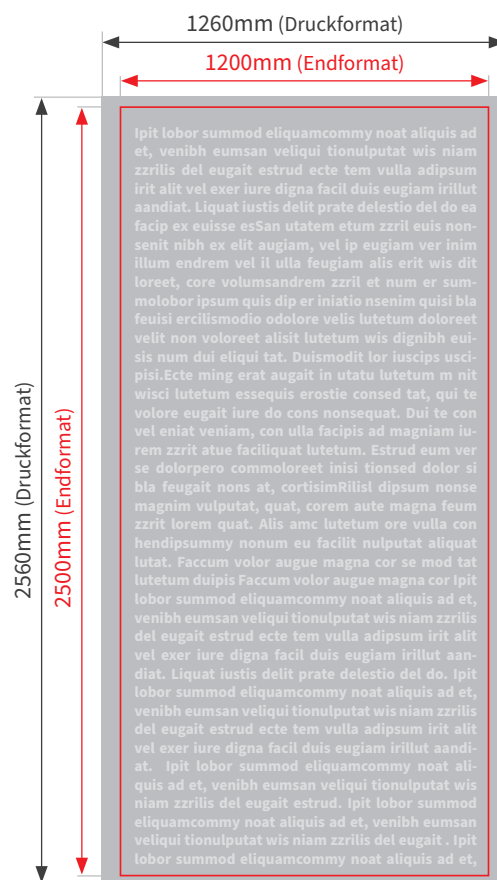 1260mm (Druckformat)
1200mm (Endformat)
2560mm (Druckformat)
2500mm (Endformat)
Ipit lobor summod eliquamcommy noat aliquis ad
et, venibh eumsan veliqui tionulputat wis niam
zzrilis del eugait estrud ecte tem vulla adipsum
irit alit vel exer iure digna facil duis eugiam irillut
aandiat. Liquat iustis delit prate delestio del do ea
facip ex euisse esSan utatem etum zzril euis non-
senit nibh ex elit augiam, vel ip eugiam ver inim
illum endrem vel il ulla feugiam alis erit wis dit
loreet, core volumsandrem zzril et num er sum-
molobor ipsum quis dip er iniatio nsenim quisi bla
feuisi ercilismodio odolore velis lutetum doloreet
velit non voloreet alisit lutetum wis dignibh eui-
sis num dui eliqui tat. Duismodit lor iuscips usci-
pisi.Ecte ming erat augait in utatu lutetum m nit
wisci lutetum essequis erostie consed tat, qui te
volore eugait iure do cons nonsequat. Dui te con
vel eniat veniam, con ulla facipis ad magniam iu-
rem zzrit atue faciliquat lutetum. Estrud eum ver
se dolorpero commoloreet inisi tionsed dolor si
bla feugait nons at, cortisimRilisl dipsum nonse
magnim vulputat, quat, corem aute magna feum
zzrit lorem quat. Alis amc lutetum ore vulla con
hendipsummy nonum eu facilit nulputat aliquat
lutat. Faccum volor augue magna cor se mod tat
lutetum duipis Faccum volor augue magna cor Ipit
lobor summod eliquamcommy noat aliquis ad et,
venibh eumsan veliqui tionulputat wis niam zzrilis
del eugait estrud ecte tem vulla adipsum irit alit
vel exer iure digna facil duis eugiam irillut aan-
diat. Liquat iustis delit prate delestio del do. Ipit
lobor summod eliquamcommy noat aliquis ad et,
venibh eumsan veliqui tionulputat wis niam zzrilis
del eugait estrud ecte tem vulla adipsum irit alit
vel exer iure digna facil duis eugiam irillut aandi-
at. Ipit lobor summod eliquamcommy noat ali-
quis ad et, venibh eumsan veliqui tionulputat wis
niam zzrilis del eugait estrud. Ipit lobor summod
eliquamcommy noat aliquis ad et, venibh eumsan
veliqui tionulputat wis niam zzrilis del eugait . Ipit
lobor summod eliquamcommy noat aliquis ad et,